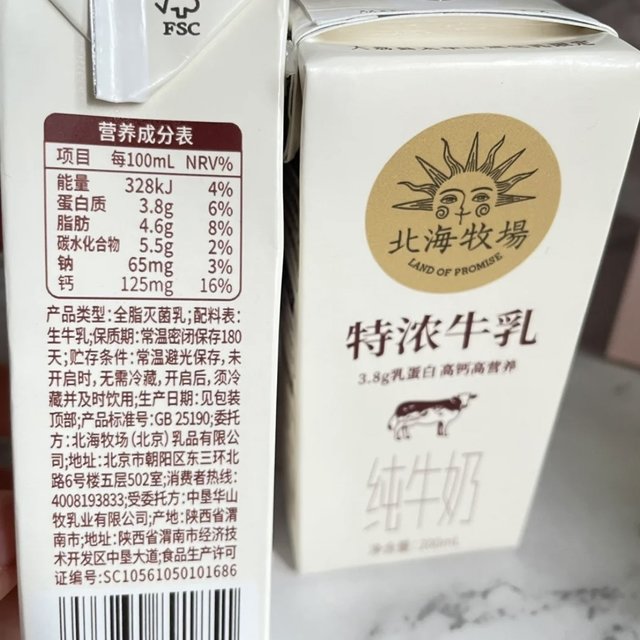 FSC
营养成分表
项目 每100mL NRV%
能量 328kJ 4%
蛋白质 3.8g 6%
脂肪 4.6g 8%
碳水化合物 5.5g 2%
钠 65mg 3%
钙 125mg 16%
产品类型:全脂灭菌乳;配料表:
生牛乳;保质期:常温密闭保存180
天;贮存条件:常温避光保存,未
开启时,无需冷藏,开启后,须冷
藏并及时饮用;生产日期:见包装
顶部;产品标准号:GB 25190;委托
方:北海牧场(北京)乳品有限公
司;地址:北京市朝阳区东三环北
路6号楼五层502室;消费者热线:
4008193833;受委托方:中垦华山
牧乳业有限公司;产地:陕西省渭
南市;地址:陕西省渭南市经济技
术开发区中垦大道;食品生产许可
证编号:SC10561050101686
北海牧場
LAND OF PROMISE
特浓牛乳
3.8g乳蛋白 高钙高营养
纯牛奶
净含量:200mL